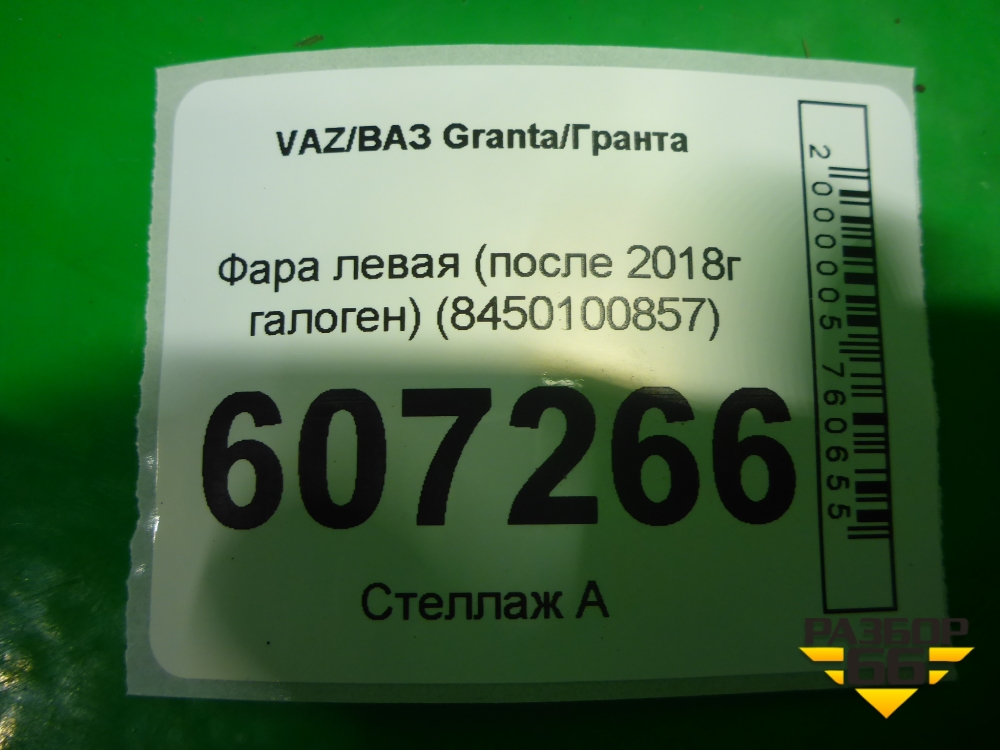 VAZ/ВАЗ Granta/Гранта
Фара левая (после 2018г
галоген) (8450100857)
607266
Стеллаж А
2000005760655
РАЗБОР
66